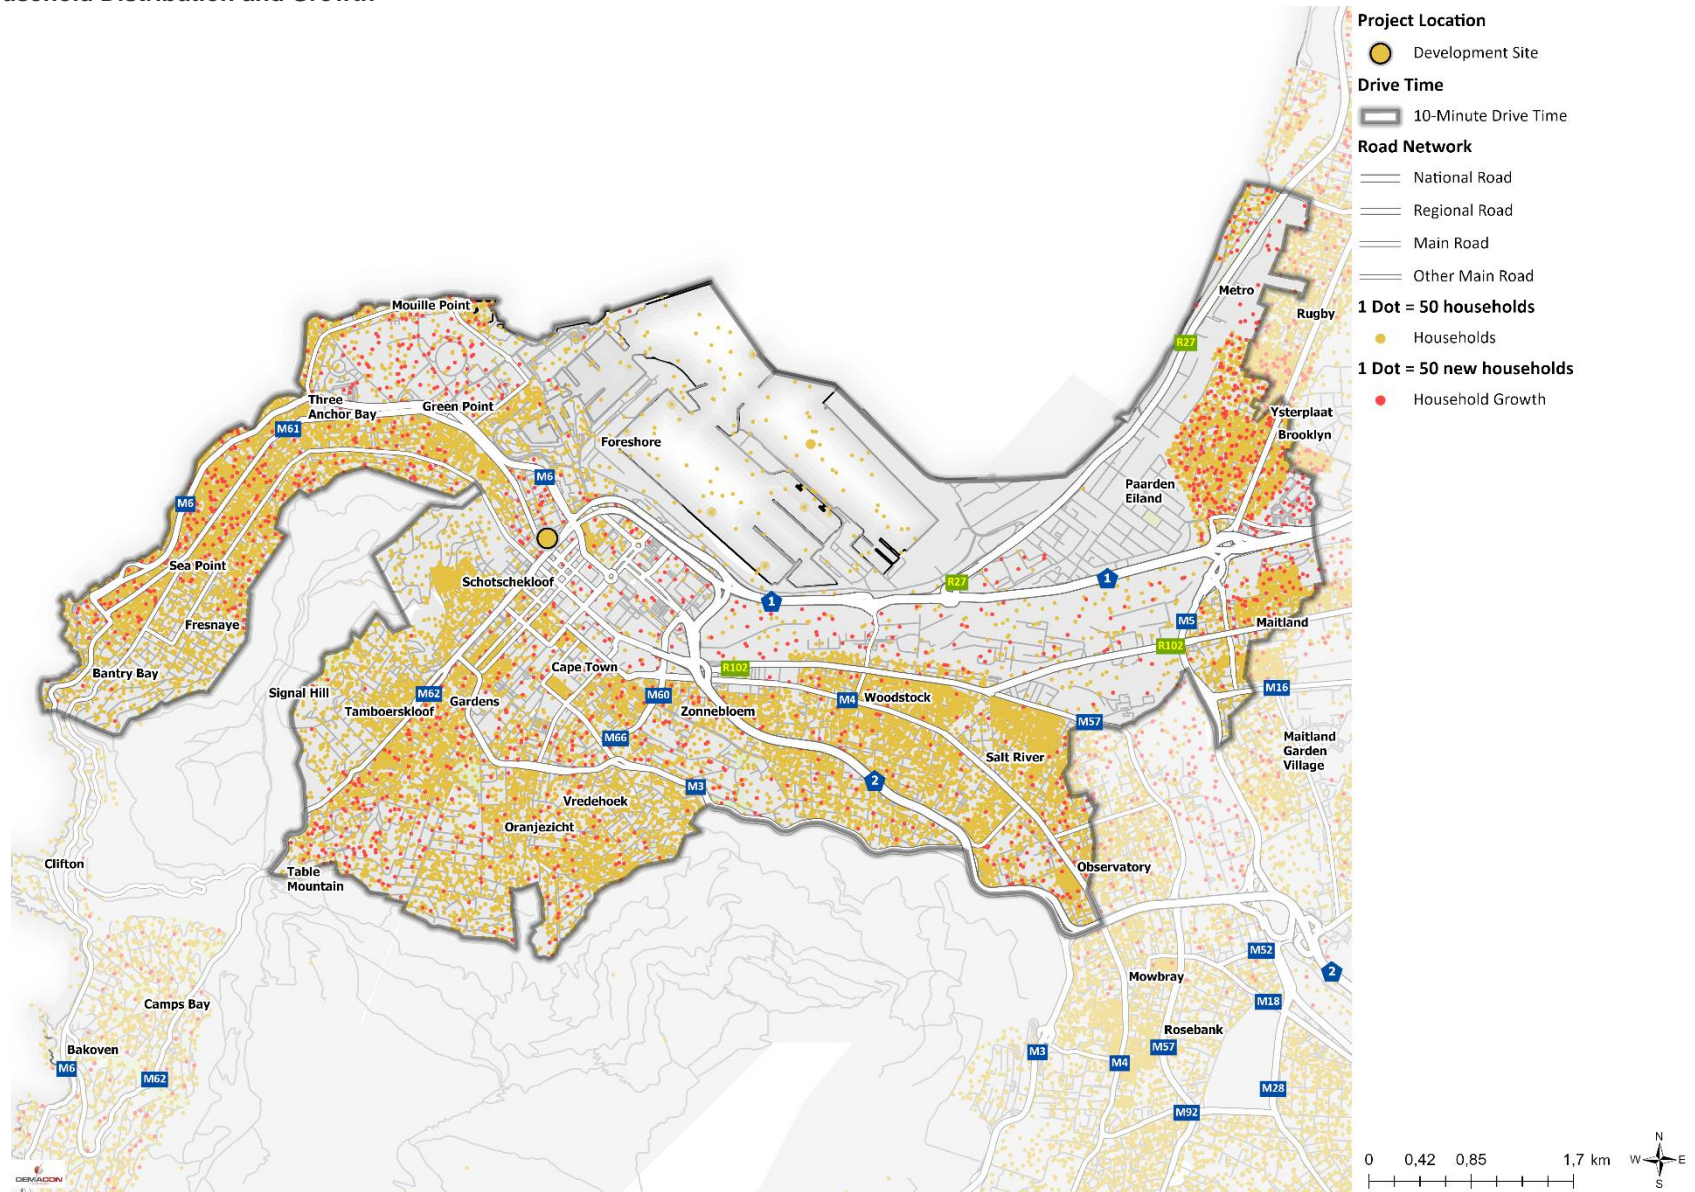 usehold Distribution and Growth
Project Location
Development Site
Drive Time
10-Minute Drive Time
Road Network
National Road
Regional Road
Main Road
Other Main Road
1 Dot = 50 households
Households
1 Dot = 50 new households
Household Growth
Metro
Rugby
Mouille Point
R27
Three
Anchor Bay
Green Point
M61
Foreshore
Ysterplaat
Brooklyn
M6
M6
Paarden
Eiland
Sea Point
Schotschekloof
R27
1
1
Fresnaye
M5
Maitland
R102
Bantry Bay
Cape Town
R102
Signal Hill
M62
Gardens
M60
M4
Woodstock
M16
Tamboerskloof
Zonnebloem
M57
M66
Maitland
Garden
Village
Salt River
M3
2
Vredehoek
Oranjezicht
Clifton
Table
Mountain
Observatory
M52
2
Mowbray
M18
Camps Bay
Rosebank
Bakoven
M6
M62
M3
M4
M57
M28
M92
0 0,42 0,85 1,7 km
N
W E
S
DEMACON